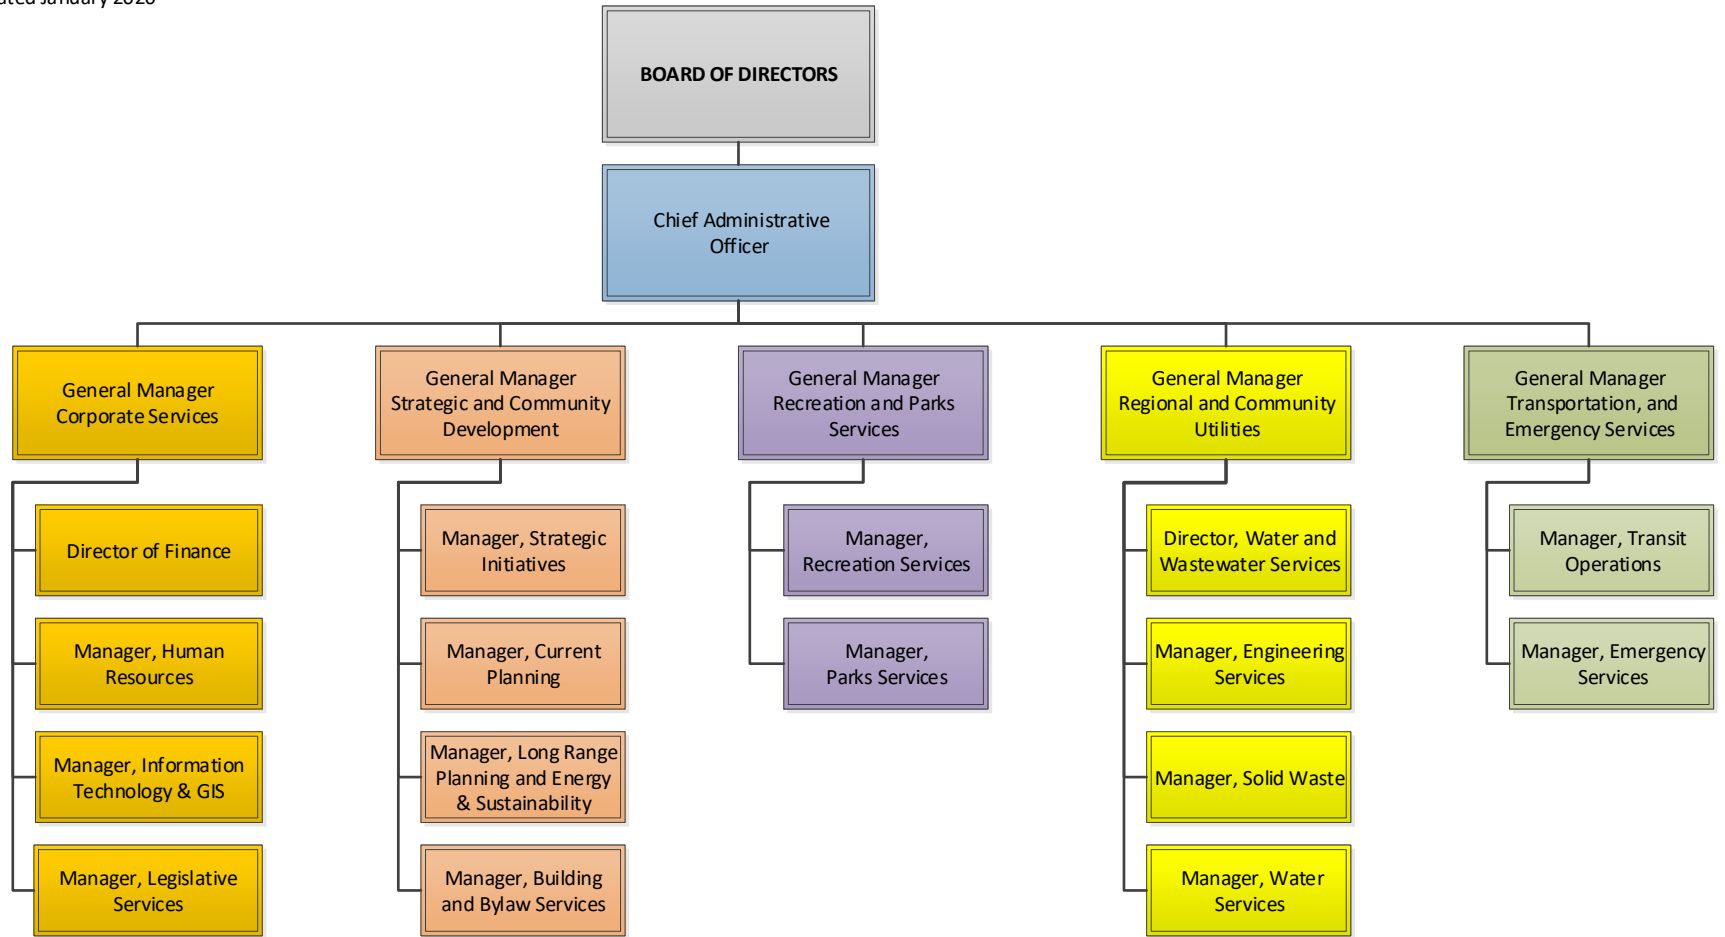 BOARD OF DIRECTORS
Chief Administrative
Officer
General Manager
Corporate Services
General Manager
Strategic and Community
Development
General Manager
Recreation and Parks
Services
General Manager
Regional and Community
Utilities
General Manager
Transportation, and
Emergency Services
Director of Finance
Manager, Human
Resources
Manager, Information
Technology & GIS
Manager, Legislative
Services
Manager, Strategic
Initiatives
Manager, Current
Planning
Manager, Long Range
Planning and Energy
& Sustainability
Manager, Building
and Bylaw Services
Manager,
Recreation Services
Manager,
Parks Services
Director, Water and
Wastewater Services
Manager, Engineering
Services
Manager, Solid Waste
Manager, Water
Services
Manager, Transit
Operations
Manager, Emergency
Services